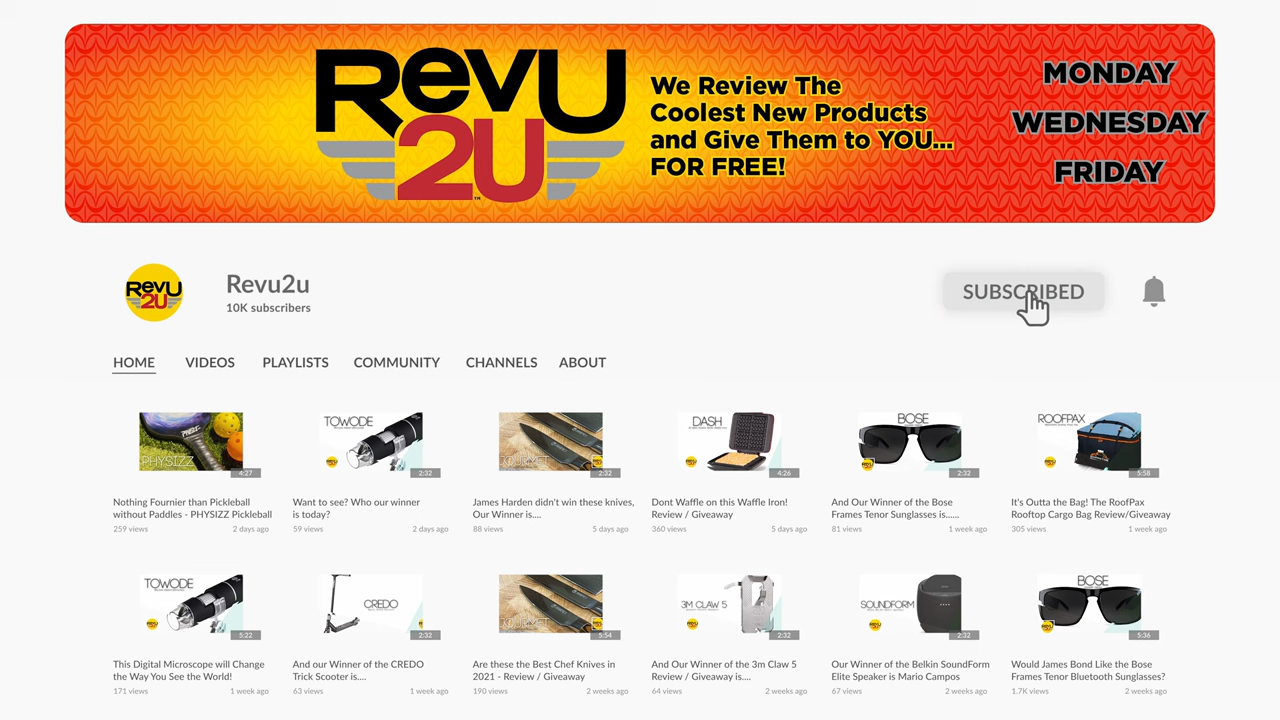 RevU
2U
™
We Review The
Coolest New Products
and Give Them to YOU...
FOR FREE!
MONDAY
WEDNESDAY
FRIDAY
RevU
2U
Revu2u
10K subscribers
SUBSCRIBED
HOME VIDEOS PLAYLISTS COMMUNITY CHANNELS ABOUT
PHYSIZZ
4:27
TOWODE
2:32
KOURMET
2:32
DASH
4:26
BOSE
2:32
ROOFPAX
5:58
Nothing Fournier than Pickleball
without Paddles - PHYSIZZ Pickleball
259 views 2 days ago
Want to see? Who our winner
is today?
59 views 2 days ago
James Harden didn't win these knives,
Our Winner is....
88 views 5 days ago
Dont Waffle on this Waffle Iron!
Review / Giveaway
360 views 5 days ago
And Our Winner of the Bose
Frames Tenor Sunglasses is......
81 views 1 week ago
It's Outta the Bag! The RoofPax
Rooftop Cargo Bag Review/Giveaway
305 views 1 week ago
TOWODE
5:22
CREDO
2:32
KOURMET
5:54
3M CLAW 5
2:32
SOUNDFORM
2:32
BOSE
5:36
This Digital Microscope will Change
the Way You See the World!
171 views 1 week ago
And our Winner of the CREDO
Trick Scooter is....
63 views 1 week ago
Are these the Best Chef Knives in
2021 - Review / Giveaway
190 views 2 weeks ago
And Our Winner of the 3m Claw 5
Review / Giveaway is....
64 views 2 weeks ago
Our Winner of the Belkin SoundForm
Elite Speaker is Mario Campos
67 views 2 weeks ago
Would James Bond Like the Bose
Frames Tenor Bluetooth Sunglasses?
1.7K views 2 weeks ago